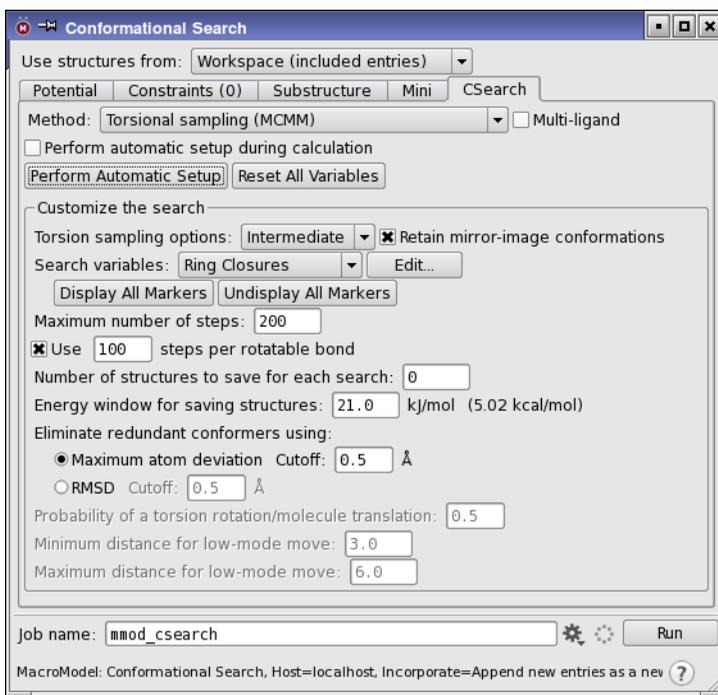 Conformational Search
Use structures from: Workspace (included entries)
Potential Constraints (0) Substructure Mini CSearch
Method: Torsional sampling (MCMM) Multi-ligand
Perform automatic setup during calculation
Perform Automatic Setup Reset All Variables
Customize the search
Torsion sampling options: Intermediate Retain mirror-image conformations
Search variables: Ring Closures Edit...
Display All Markers Undisplay All Markers
Maximum number of steps: 200
Use 100 steps per rotatable bond
Number of structures to save for each search: 0
Energy window for saving structures: 21.0 kJ/mol (5.02 kcal/mol)
Eliminate redundant conformers using:
Maximum atom deviation Cutoff: 0.5 Å
RMSD Cutoff: 0.5 Å
Probability of a torsion rotation/molecule translation: 0.5
Minimum distance for low-mode move: 3.0
Maximum distance for low-mode move: 6.0
Job name: mmod_csearch Run
MacroModel: Conformational Search, Host=localhost, Incorporate=Append new entries as a new ?